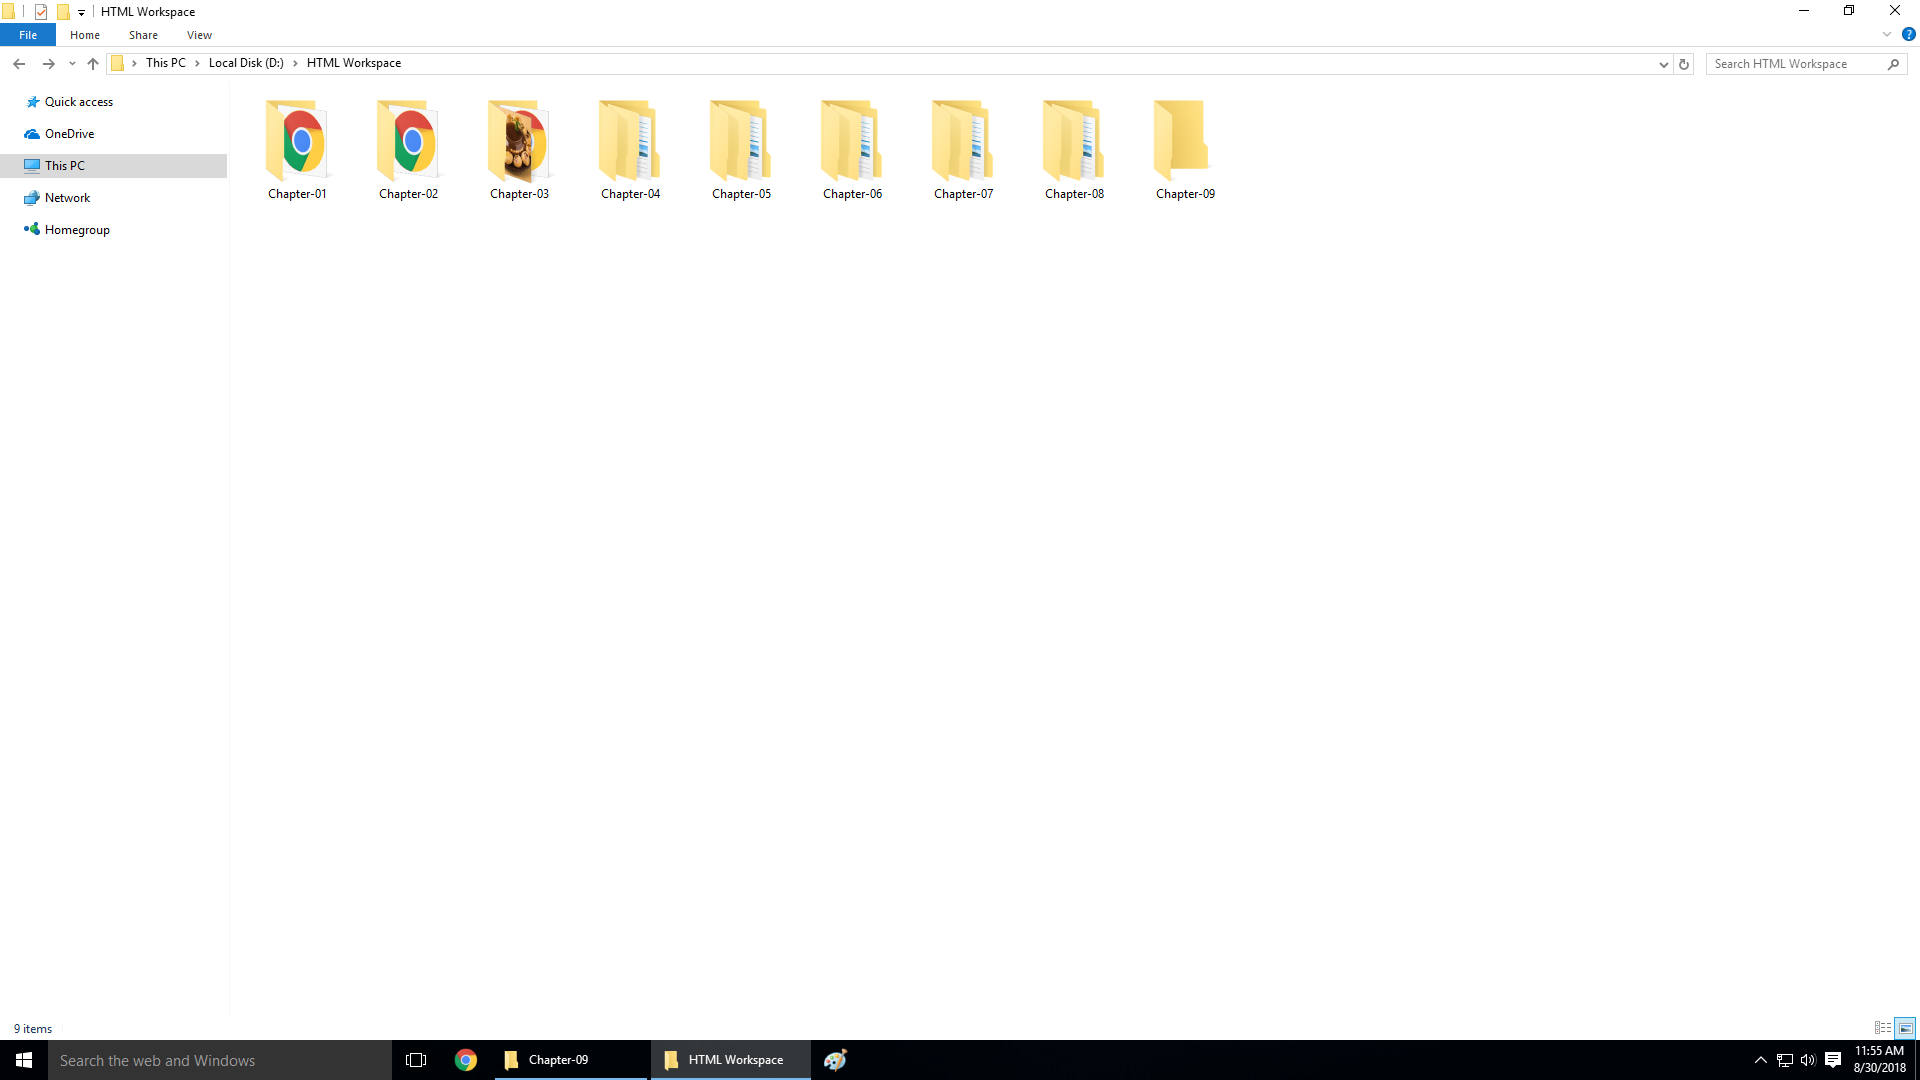 HTML Workspace
File Home Share View
?
This PC Local Disk (D:) HTML Workspace
Search HTML Workspace
Quick access
OneDrive
This PC
Network
Homegroup
Chapter-01 Chapter-02 Chapter-03 Chapter-04 Chapter-05 Chapter-06 Chapter-07 Chapter-08 Chapter-09
9 items
Search the web and Windows
Chapter-09
HTML Workspace
11:55 AM
8/30/2018